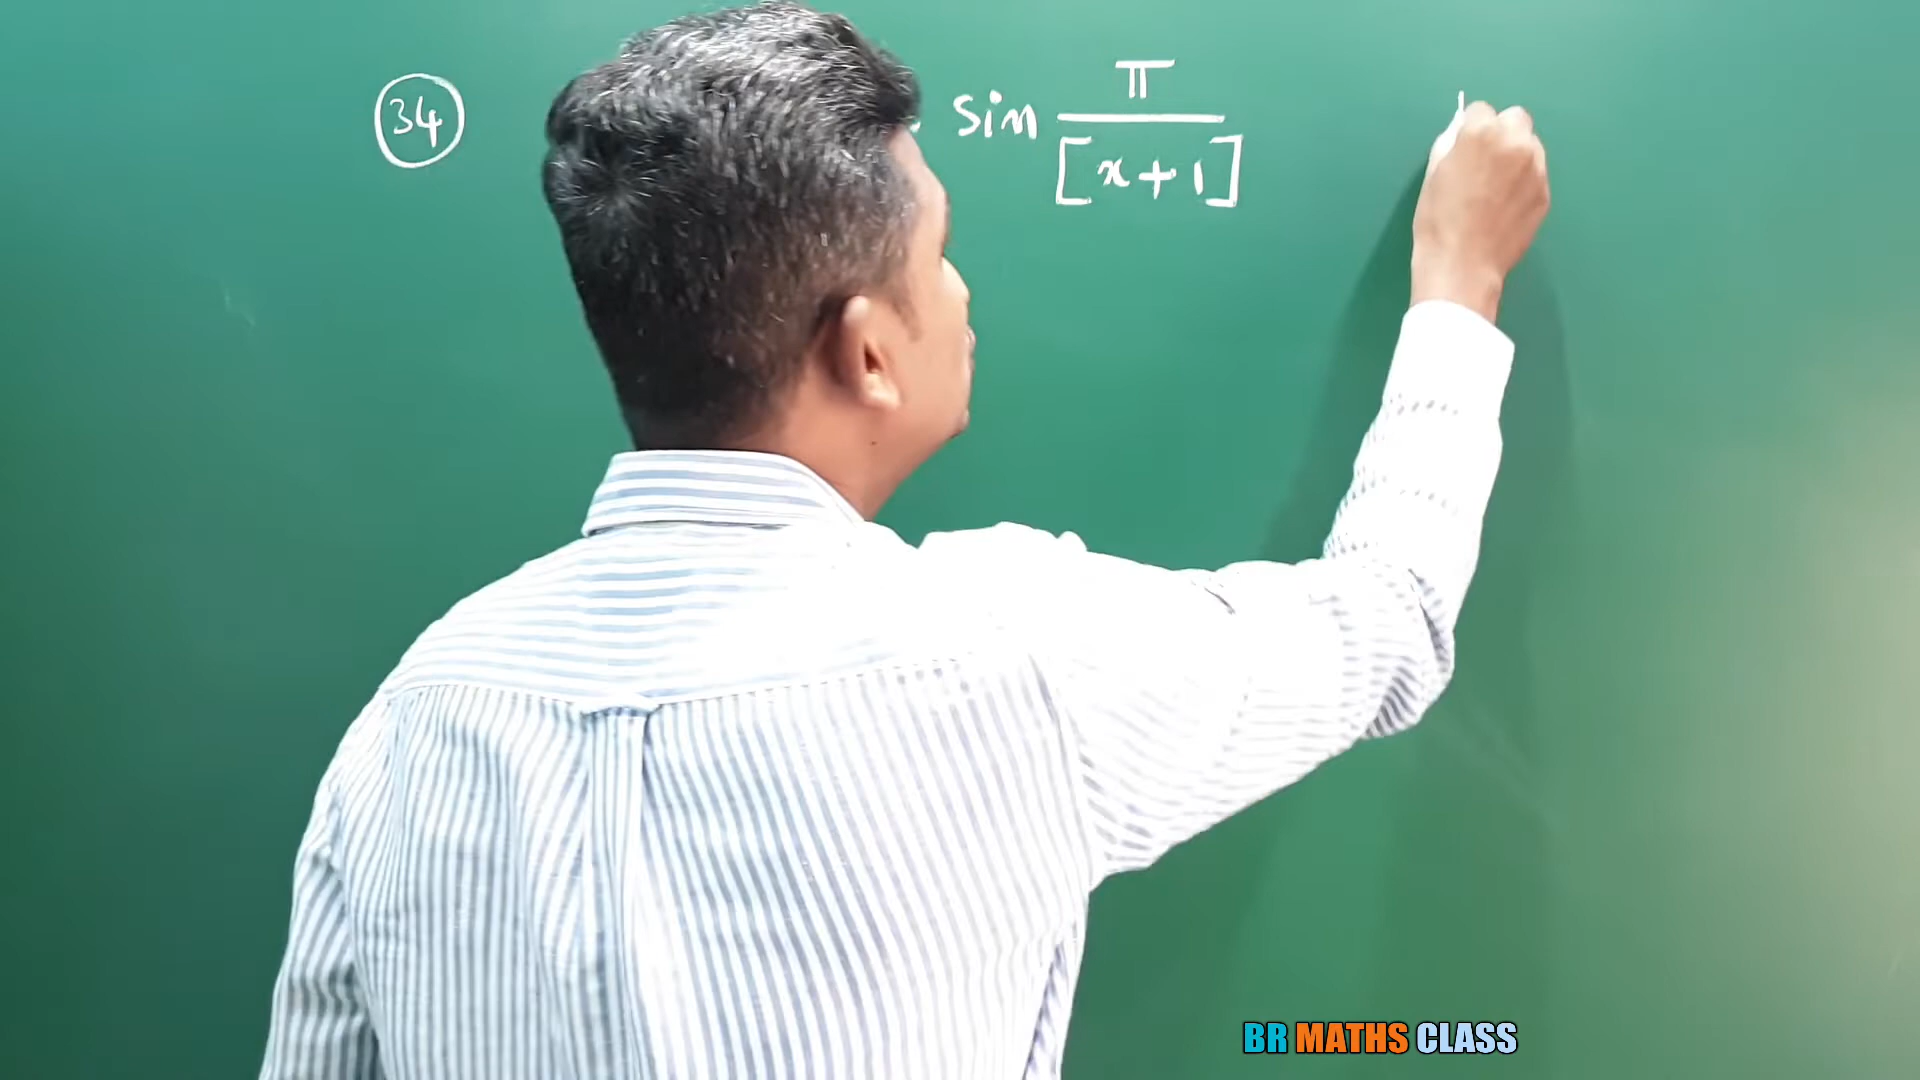 34 . sin π
[x+1]
BR MATHS CLASS